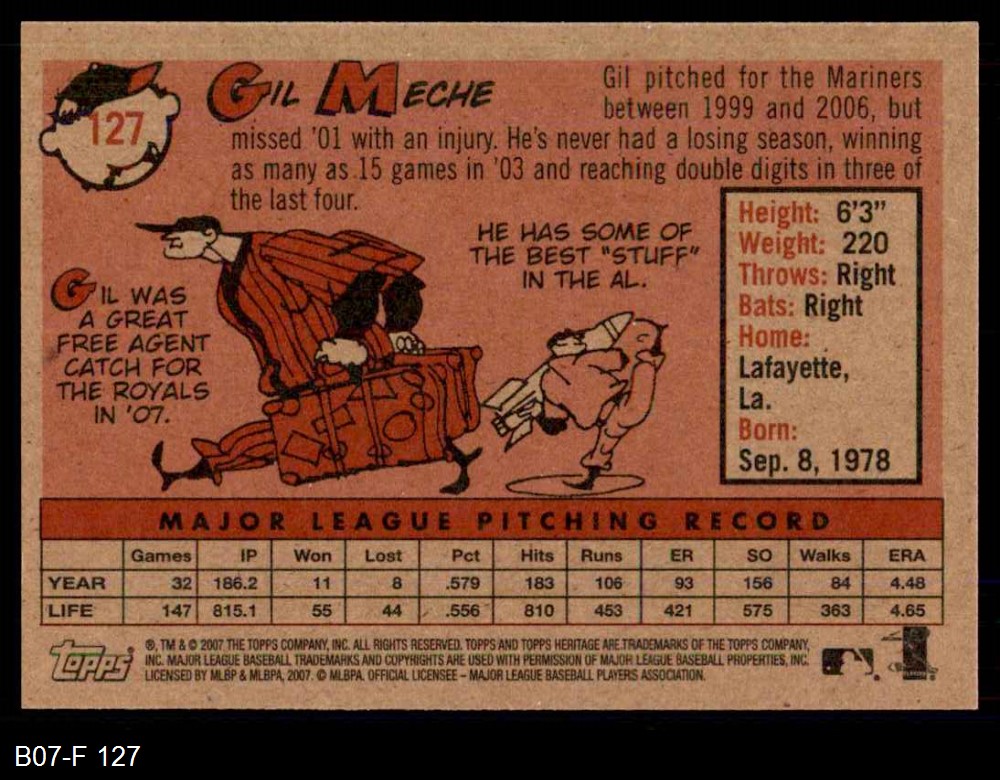 127
GIL MECHE
Gil pitched for the Mariners
between 1999 and 2006, but
missed '01 with an injury. He's never had a losing season, winning
as many as 15 games in '03 and reaching double digits in three of
the last four.
HE HAS SOME OF
THE BEST "STUFF"
IN THE AL.
GIL WAS
A GREAT
FREE AGENT
CATCH FOR
THE ROYALS
IN '07.
Height: 6'3"
Weight: 220
Throws: Right
Bats: Right
Home:
Lafayette,
La.
Born:
Sep. 8, 1978
MAJOR LEAGUE PITCHING RECORD
Games IP Won Lost Pct Hits Runs ER SO Walks ERA
YEAR 32 186.2 11 8 .579 183 106 93 156 84 4.48
LIFE 147 815.1 55 44 .556 810 453 421 575 363 4.65
topps®
®, TM & © 2007 THE TOPPS COMPANY, INC. ALL RIGHTS RESERVED. TOPPS AND TOPPS HERITAGE ARE TRADEMARKS OF THE TOPPS COMPANY,
INC. MAJOR LEAGUE BASEBALL TRADEMARKS AND COPYRIGHTS ARE USED WITH PERMISSION OF MAJOR LEAGUE BASEBALL PROPERTIES, INC.
LICENSED BY MLBP & MLBPA, 2007. © MLBPA. OFFICIAL LICENSEE – MAJOR LEAGUE BASEBALL PLAYERS ASSOCIATION.
B07-F 127